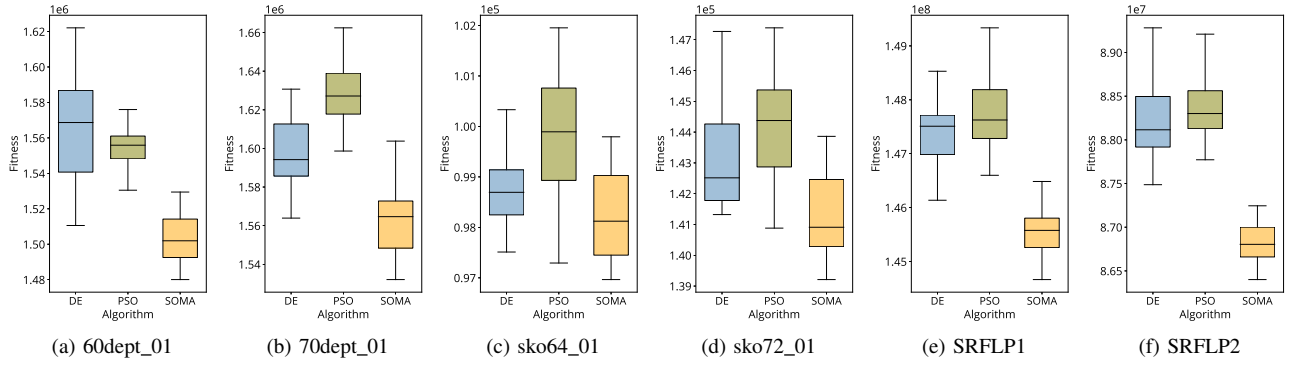 1e6
1.62
1.60
1.58
1.56
1.54
1.52
1.50
1.48
Fitness
DE PSO SOMA
Algorithm
(a) 60dept_01
1e6
1.66
1.64
1.62
1.60
1.58
1.56
1.54
Fitness
DE PSO SOMA
Algorithm
(b) 70dept_01
1e5
1.02
1.01
1.00
0.99
0.98
0.97
Fitness
DE PSO SOMA
Algorithm
(c) sko64_01
1e5
1.47
1.46
1.45
1.44
1.43
1.42
1.41
1.40
1.39
Fitness
DE PSO SOMA
Algorithm
(d) sko72_01
1e8
1.49
1.48
1.47
1.46
1.45
Fitness
DE PSO SOMA
Algorithm
(e) SRFLP1
1e7
8.90
8.85
8.80
8.75
8.70
8.65
Fitness
DE PSO SOMA
Algorithm
(f) SRFLP2